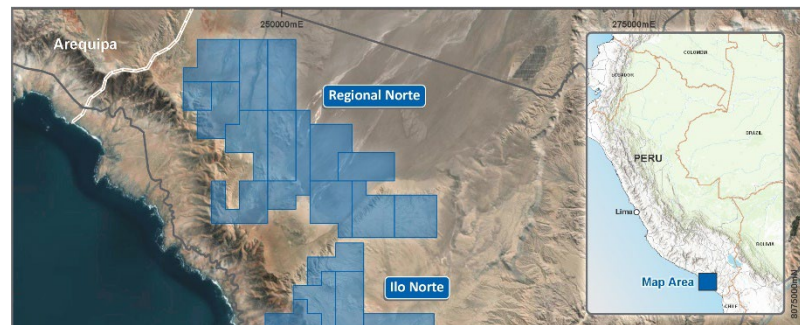 250000mE
275000mE
Arequipa
Regional Norte
Ilo Norte
COLOMBIA
ECUADOR
BRAZIL
PERU
Lima
BOLIVIA
Map Area
CHILE
8075000mN